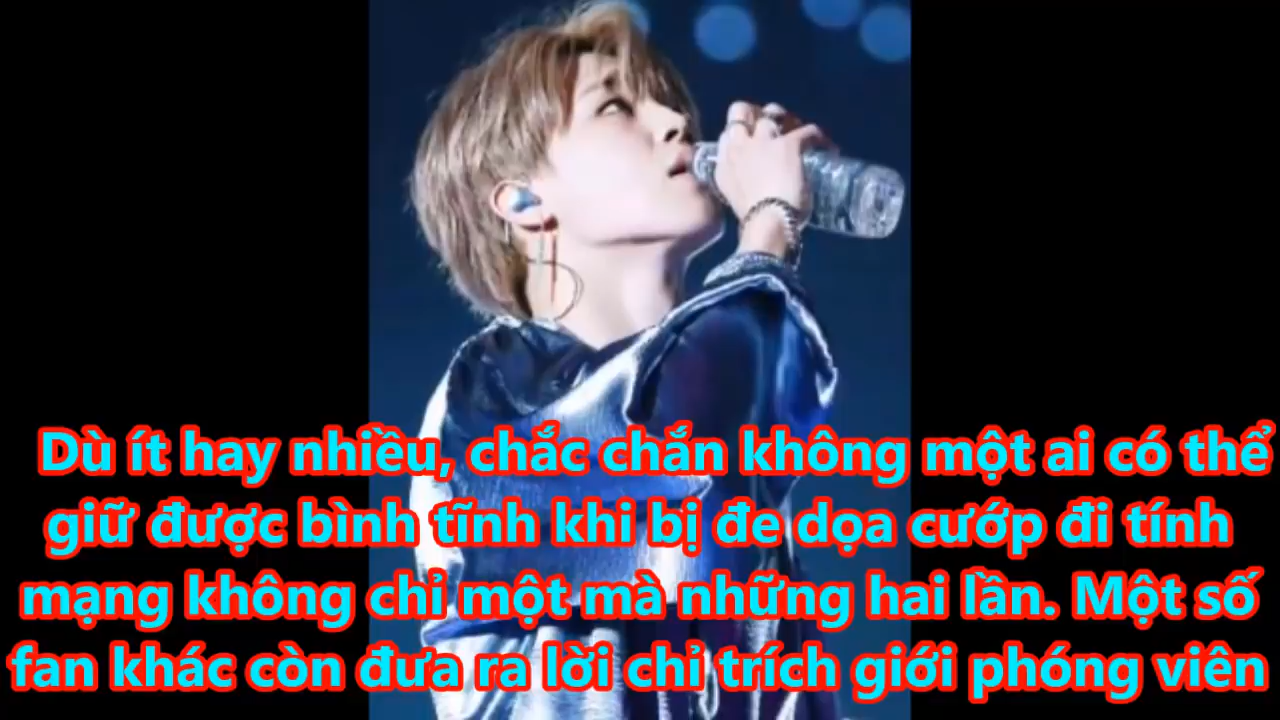 Dù ít hay nhiều, chắc chắn không một ai có thể
giữ được bình tĩnh khi bị đe dọa cướp đi tính
mạng không chỉ một mà những hai lần. Một số
fan khác còn đưa ra lời chỉ trích giới phóng viên